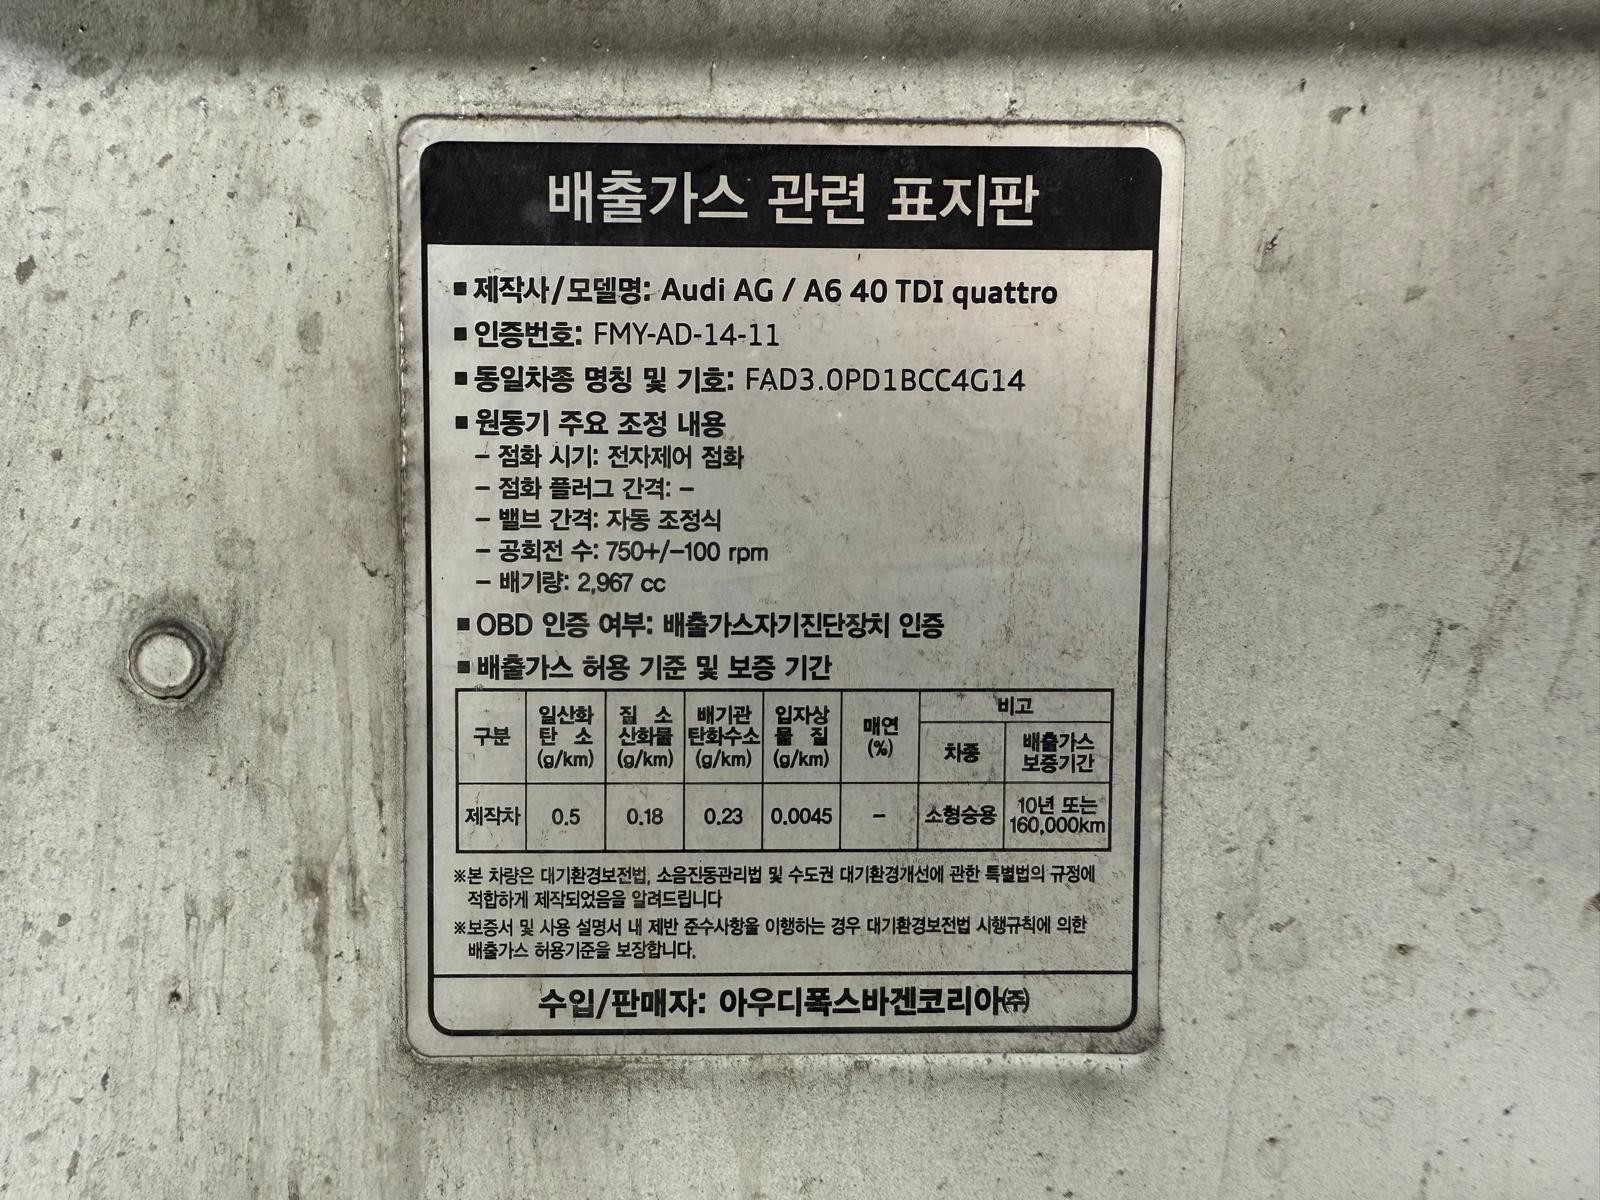 배출가스 관련 표지판
■ 제작사/모델명: Audi AG / A6 40 TDI quattro
■ 인증번호: FMY-AD-14-11
■ 동일차종 명칭 및 기호: FAD3.0PD1BCC4G14
■ 원동기 주요 조정 내용
– 점화 시기: 전자제어 점화
– 점화 플러그 간격: –
– 밸브 간격: 자동 조정식
– 공회전 수: 750+/–100 rpm
– 배기량: 2,967 cc
■ OBD 인증 여부: 배출가스자기진단장치 인증
■ 배출가스 허용 기준 및 보증 기간
구분 일산화 탄 소 (g/km) 질 소 산화물 (g/km) 배기관 탄화수소 (g/km) 입자상 물 질 (g/km) 매연 (%) 비고
차종 배출가스 보증기간
제작차 0.5 0.18 0.23 0.0045 – 소형승용 10년 또는 160,000km
※본 차량은 대기환경보전법, 소음진동관리법 및 수도권 대기환경개선에 관한 특별법의 규정에
적합하게 제작되었음을 알려드립니다
※보증서 및 사용 설명서 내 제반 준수사항을 이행하는 경우 대기환경보전법 시행규칙에 의한
배출가스 허용기준을 보장합니다.
수입/판매자: 아우디폭스바겐코리아㈜